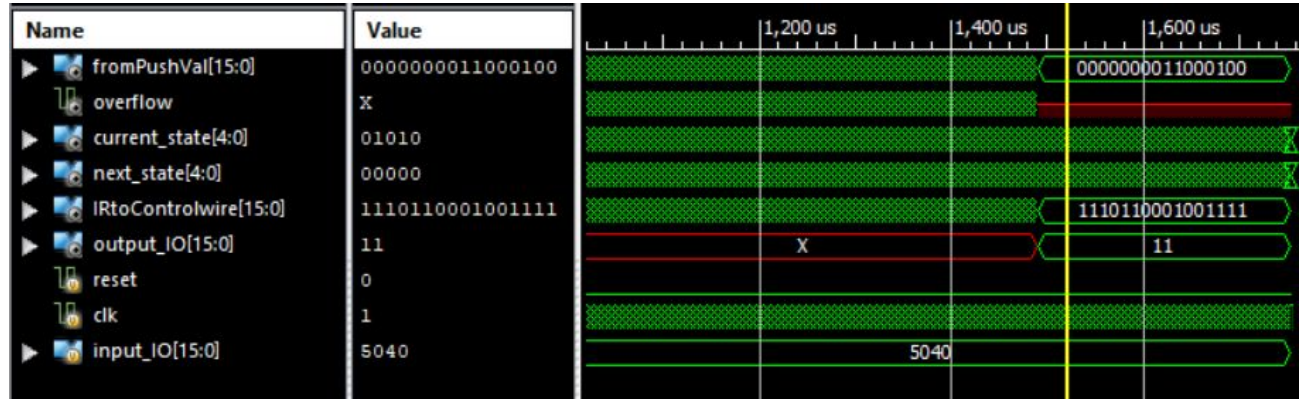 Name Value 1,200 us 1,400 us 1,600 us
fromPushVal[15:0] 0000000011000100 0000000011000100
overflow X
current_state[4:0] 01010
next_state[4:0] 00000
IRtoControlwire[15:0] 1110110001001111 1110110001001111
output_IO[15:0] 11 X 11
reset 0
clk 1
input_IO[15:0] 5040 5040